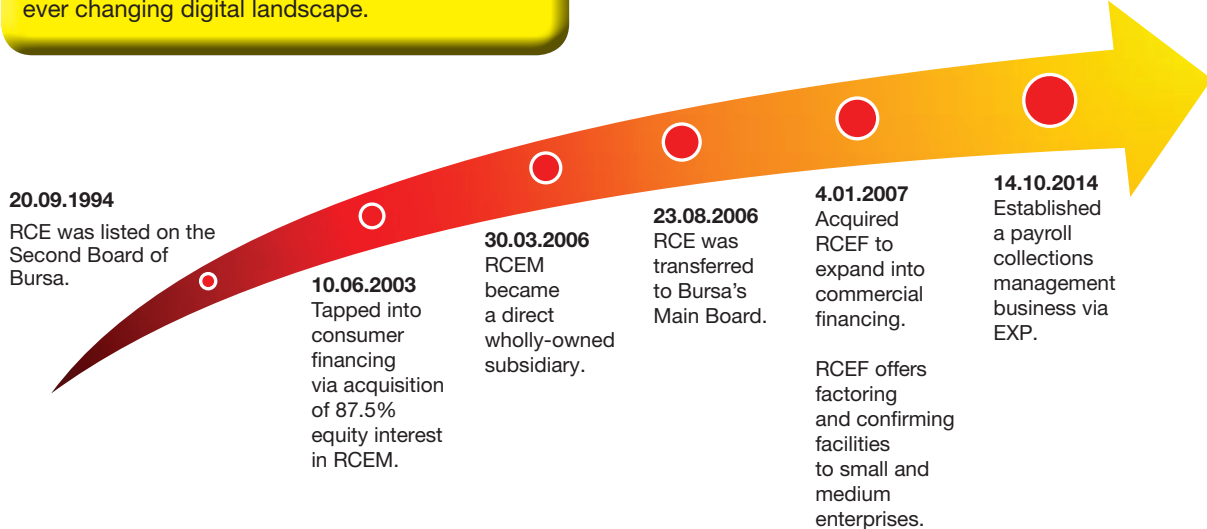 ever changing digital landscape.
20.09.1994
RCE was listed on the
Second Board of
Bursa.
10.06.2003
Tapped into
consumer
financing
via acquisition
of 87.5%
equity interest
in RCEM.
30.03.2006
RCEM
became
a direct
wholly-owned
subsidiary.
23.08.2006
RCE was
transferred
to Bursa’s
Main Board.
4.01.2007
Acquired
RCEF to
expand into
commercial
financing.
RCEF offers
factoring
and confirming
facilities
to small and
medium
enterprises.
14.10.2014
Established
a payroll
collections
management
business via
EXP.